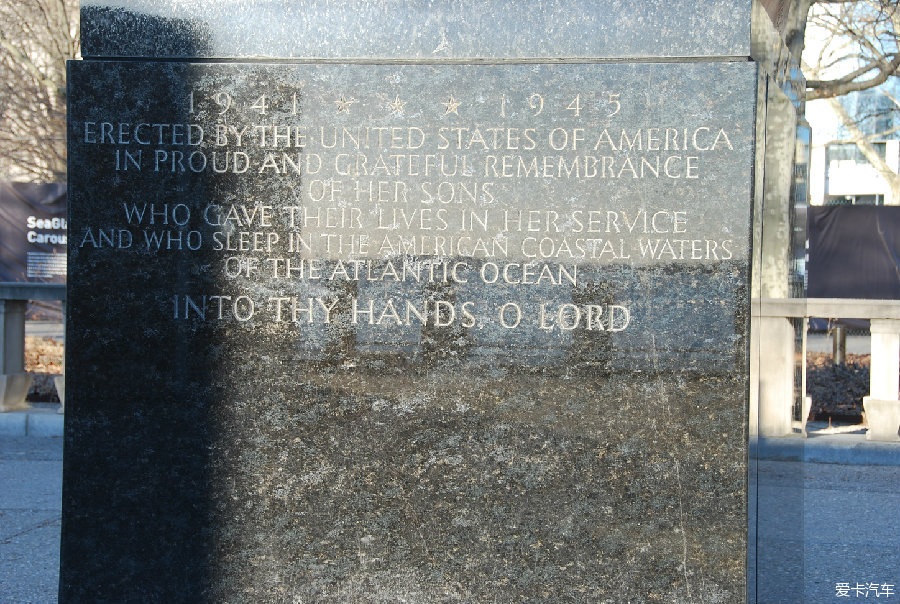 1941 ☆ ☆ ☆ 1945
ERECTED BY THE UNITED STATES OF AMERICA
IN PROUD AND GRATEFUL REMEMBRANCE
OF HER SONS
WHO GAVE THEIR LIVES IN HER SERVICE
AND WHO SLEEP IN THE AMERICAN COASTAL WATERS
OF THE ATLANTIC OCEAN
INTO THY HANDS, O LORD
SeaGl
Carous
爱卡汽车